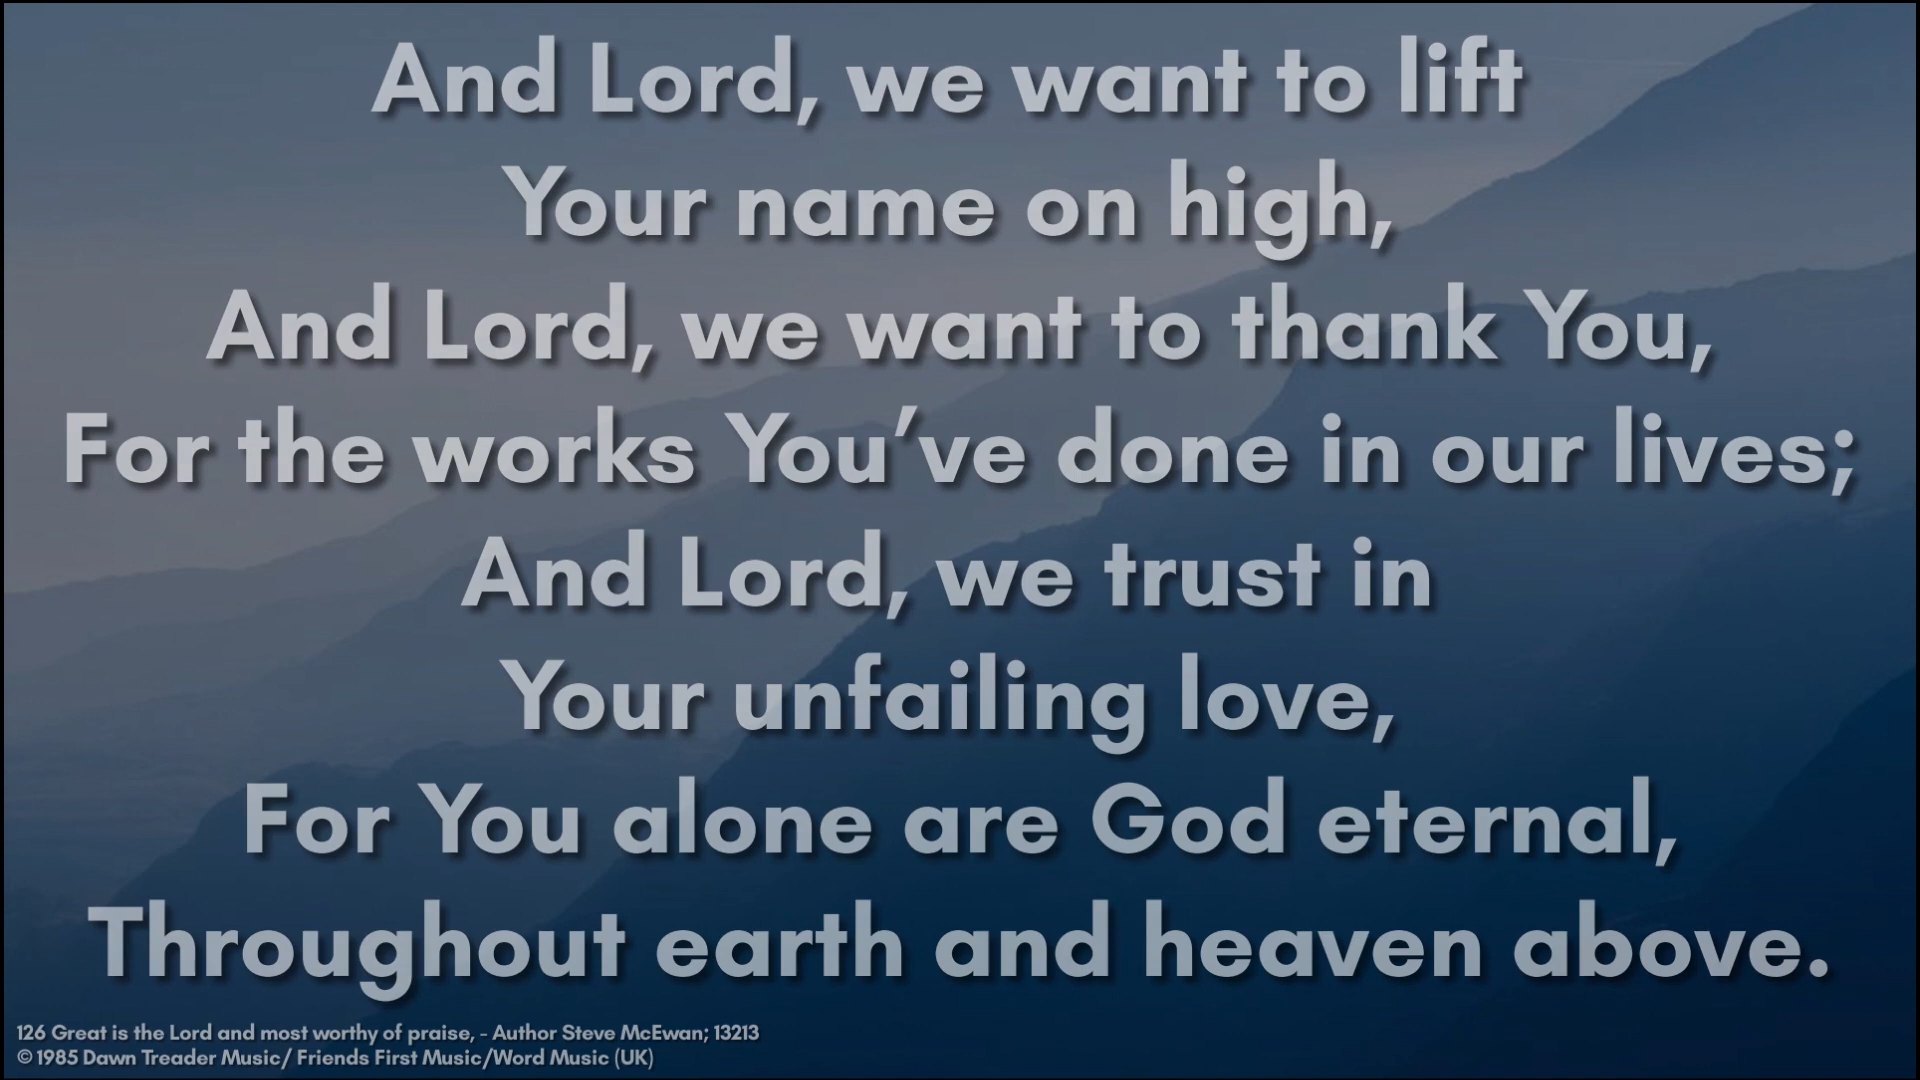 And Lord, we want to lift
Your name on high,
And Lord, we want to thank You,
For the works You’ve done in our lives;
And Lord, we trust in
Your unfailing love,
For You alone are God eternal,
Throughout earth and heaven above.
126 Great is the Lord and most worthy of praise, - Author Steve McEwan; 13213
© 1985 Dawn Treader Music/ Friends First Music/Word Music (UK)